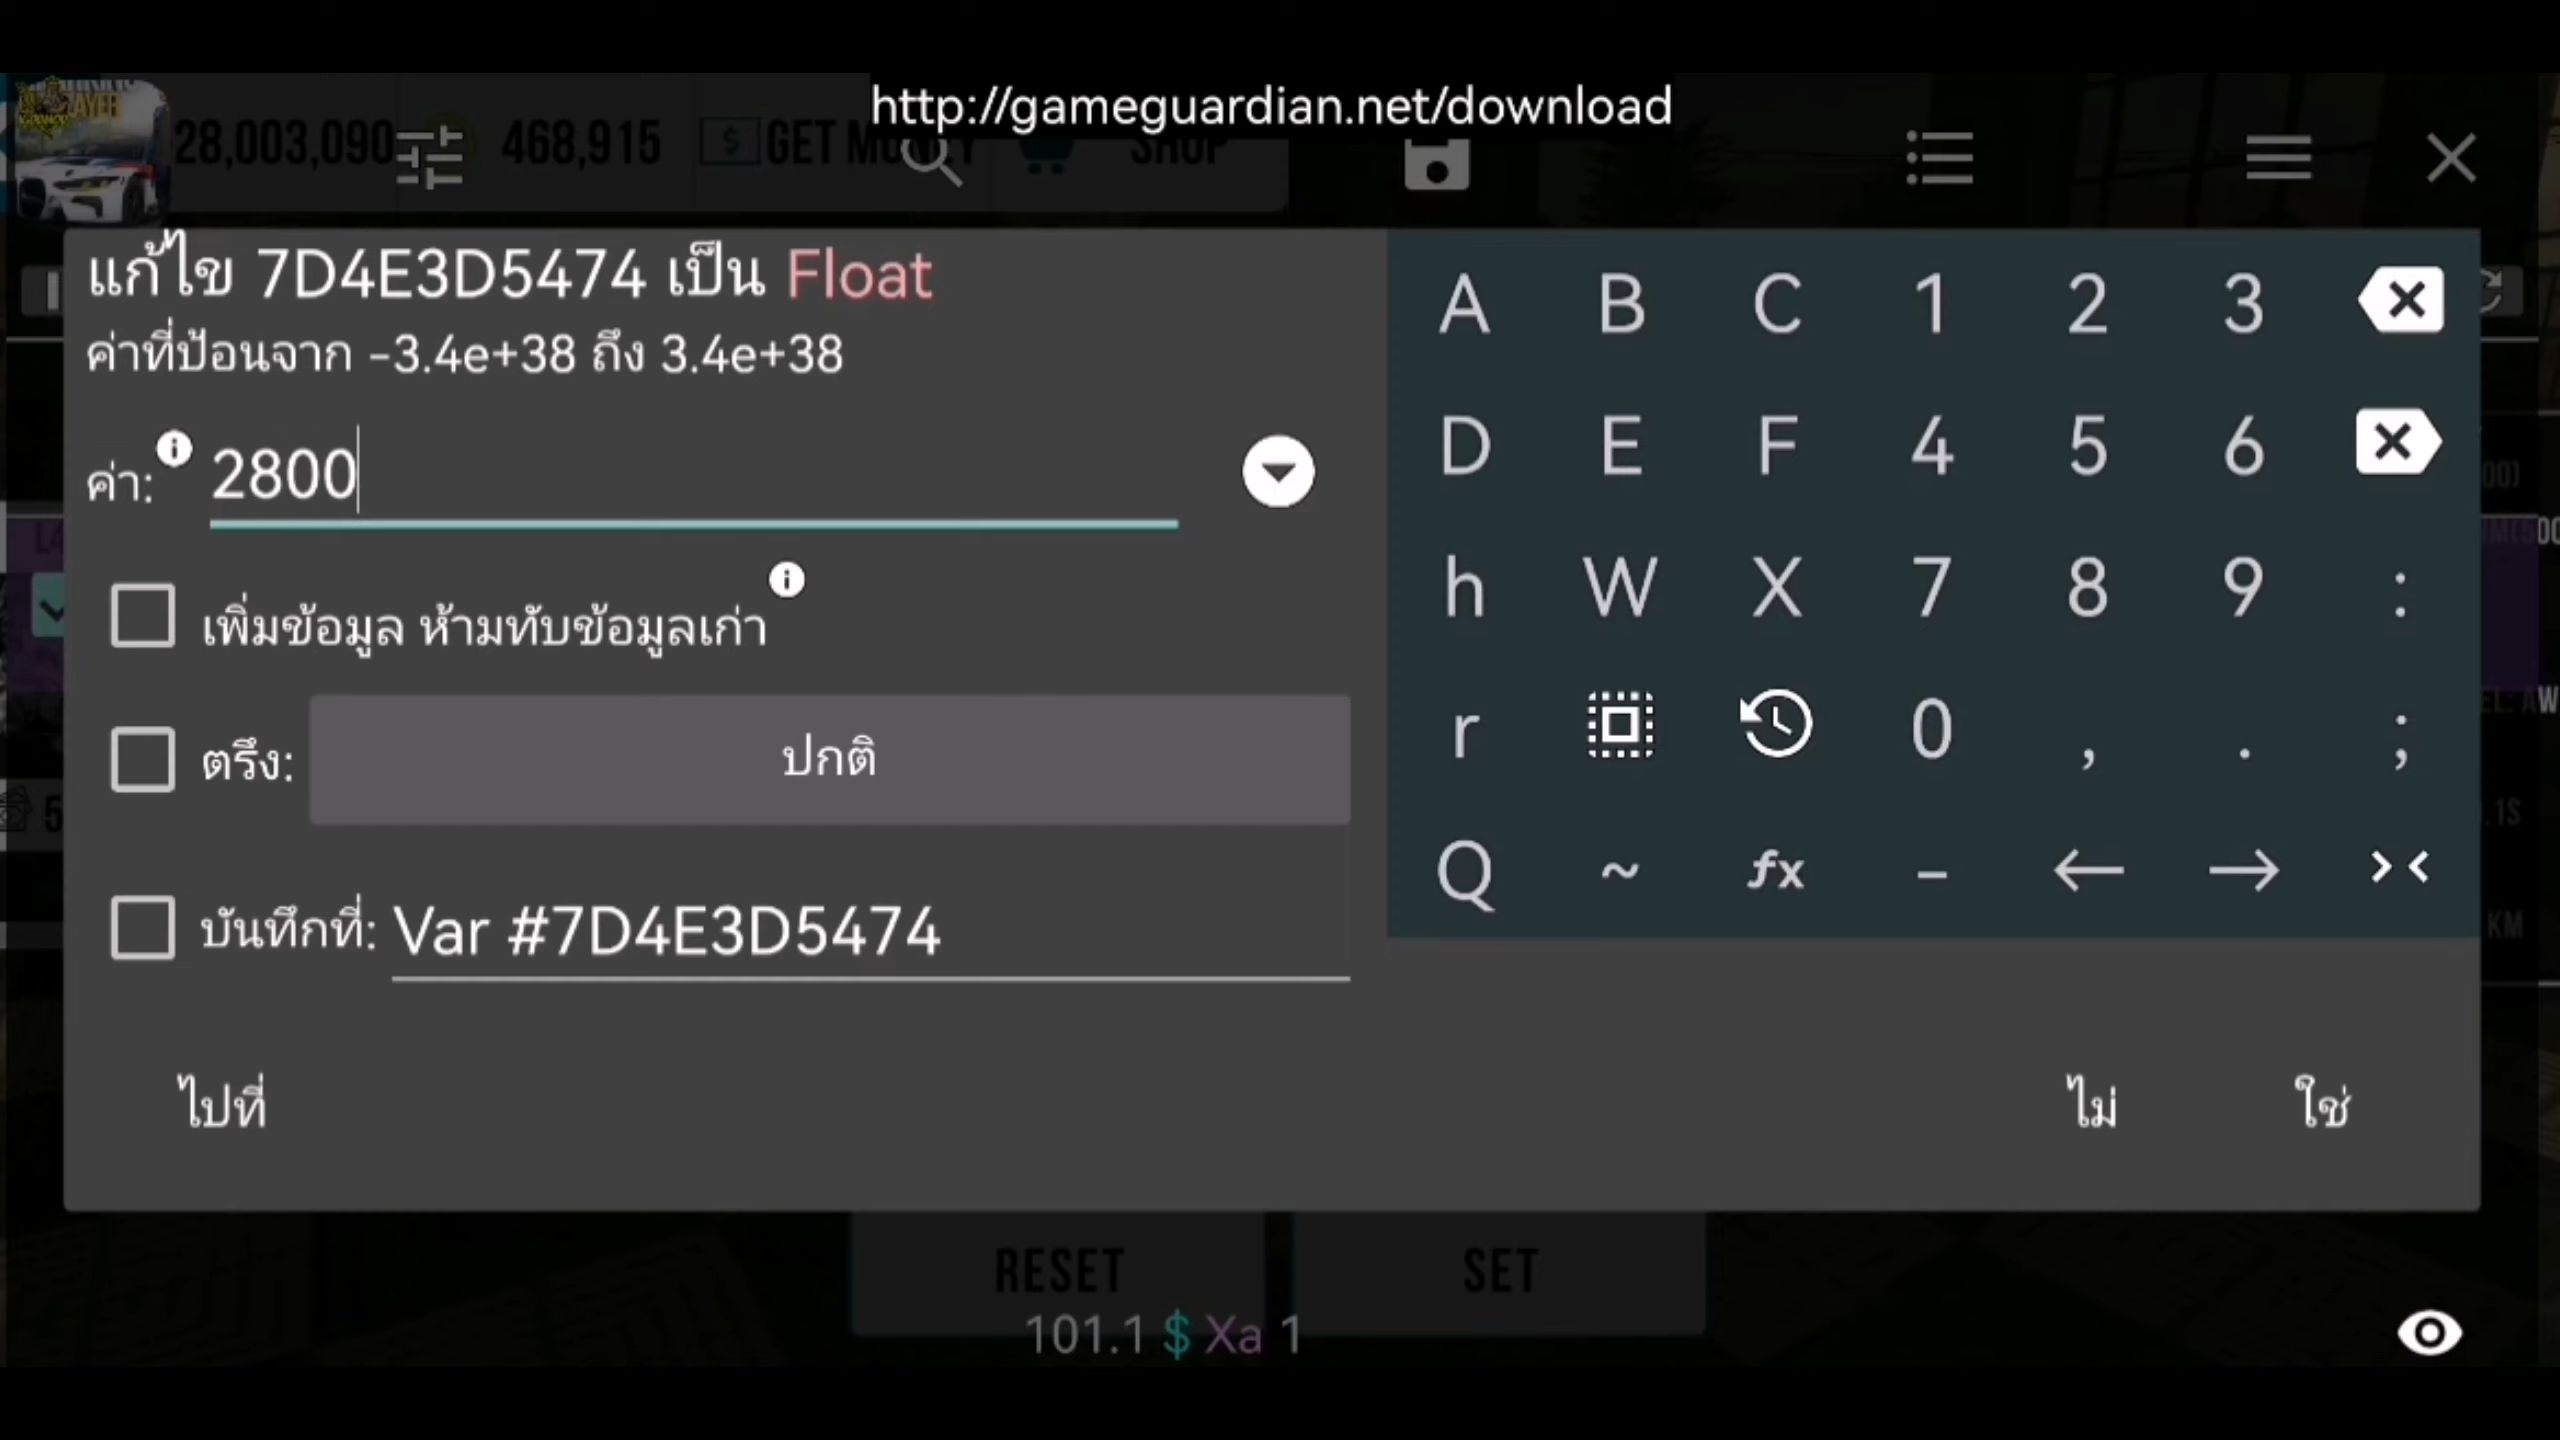 http://gameguardian.net/download
28,003,090 468,915 GET MONEY SHOP
แก้ไข 7D4E3D5474 เป็น Float
ค่าที่ป้อนจาก -3.4e+38 ถึง 3.4e+38
ค่า: 2800
เพิ่มข้อมูล ห้ามทับข้อมูลเก่า
ตรึง: ปกติ
บันทึกที่: Var #7D4E3D5474
ไปที่ ไม่ ใช่
A B C 1 2 3
D E F 4 5 6
h W X 7 8 9 :
r 0 , . ;
Q ~ fx - ← → ><
KM
RESET SET
101.1 $ Xa 1